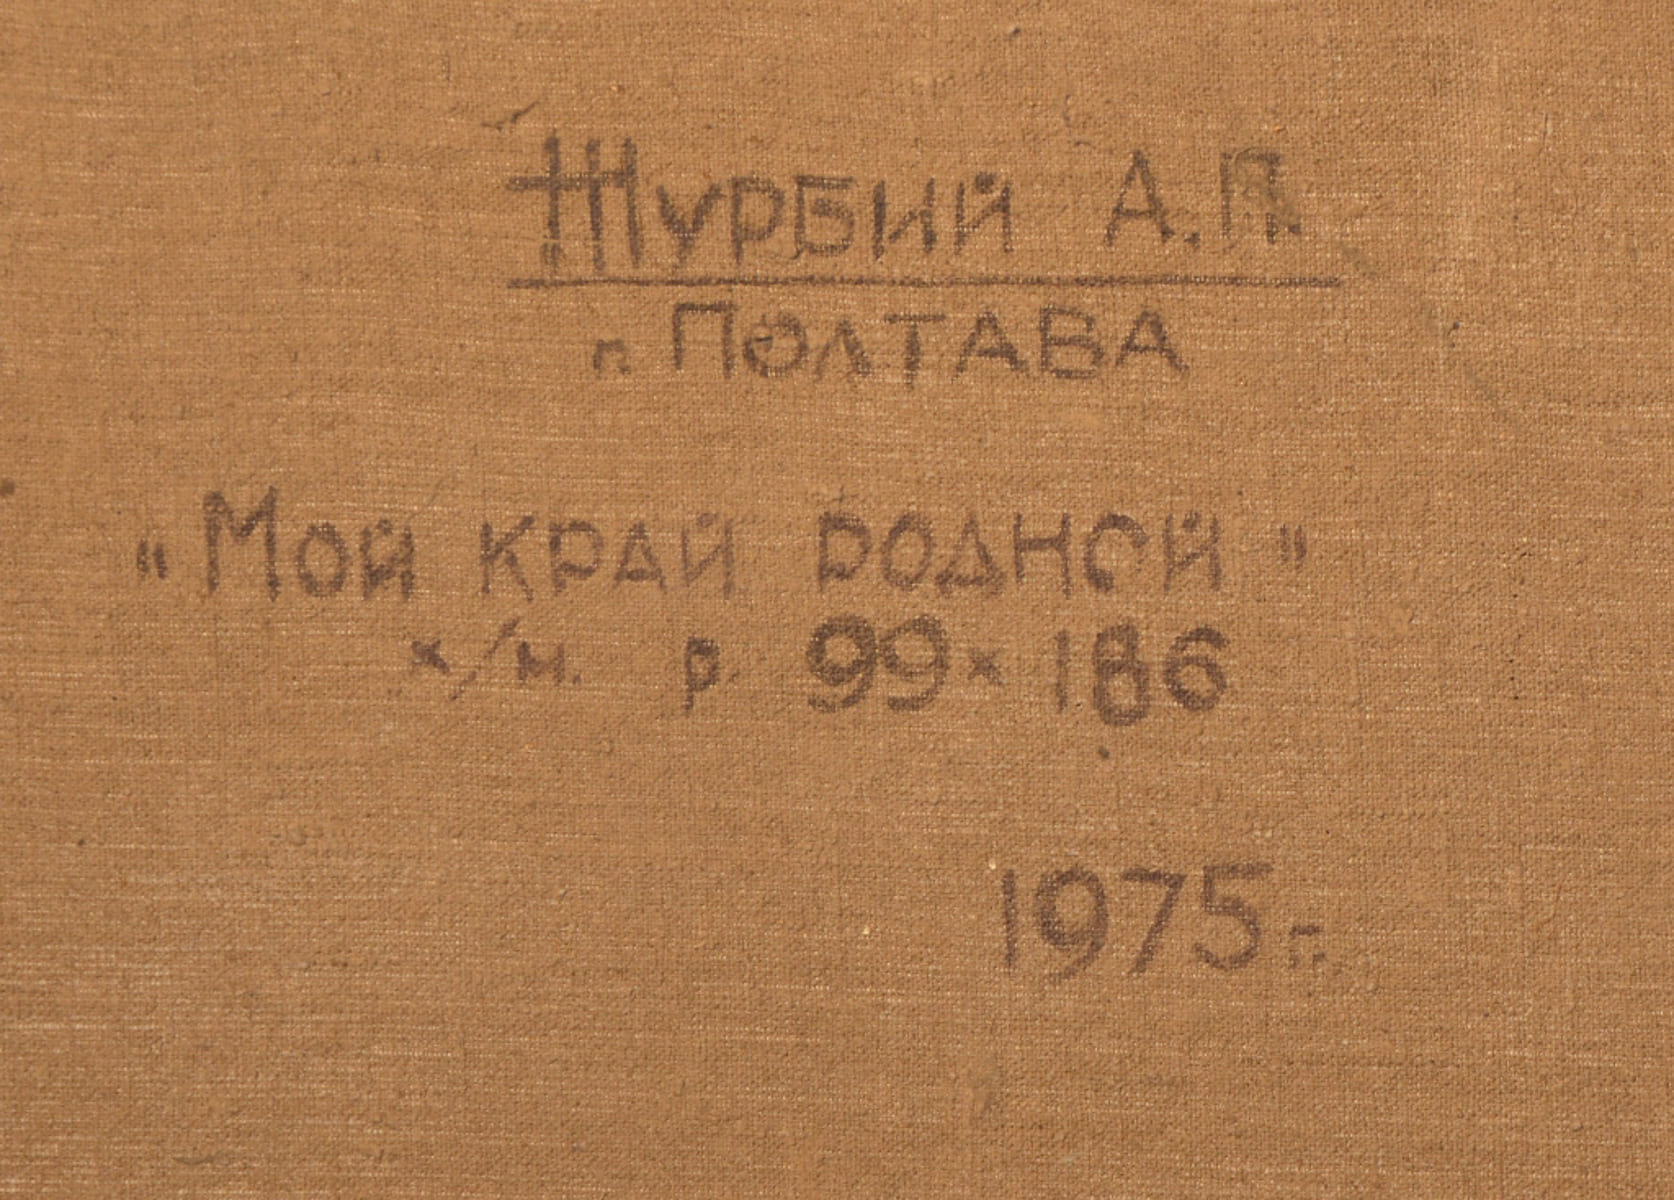 Журбий А.П.
г. Полтава
"Мой край родной"
х/м. р. 99 x 186
1975 г.